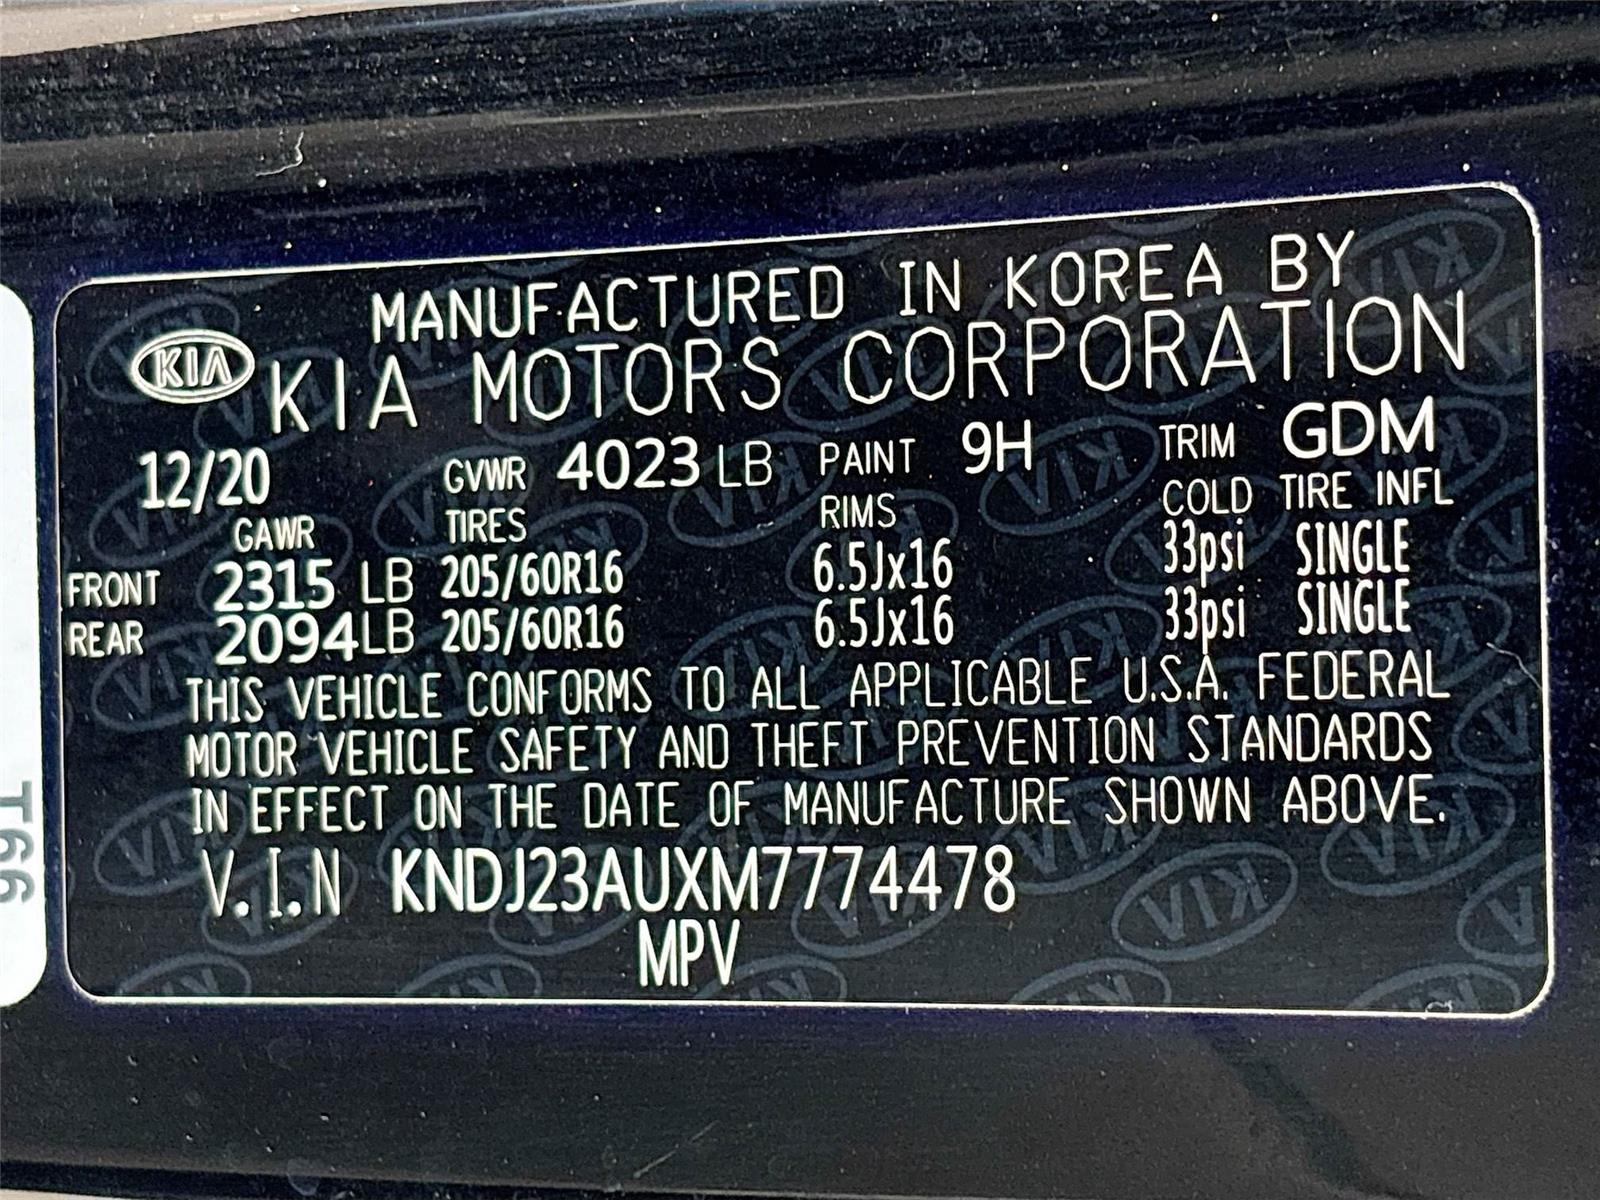 MANUFACTURED IN KOREA BY
KIA KIA MOTORS CORPORATION
12/20 GVWR 4023 LB PAINT 9H TRIM GDM
GAWR TIRES RIMS COLD TIRE INFL
FRONT 2315 LB 205/60R16 6.5Jx16 33psi SINGLE
REAR 2094LB 205/60R16 6.5Jx16 33psi SINGLE
THIS VEHICLE CONFORMS TO ALL APPLICABLE U.S.A. FEDERAL
MOTOR VEHICLE SAFETY AND THEFT PREVENTION STANDARDS
IN EFFECT ON THE DATE OF MANUFACTURE SHOWN ABOVE.
V.I.N KNDJ23AUXM7774478
MPV
T66